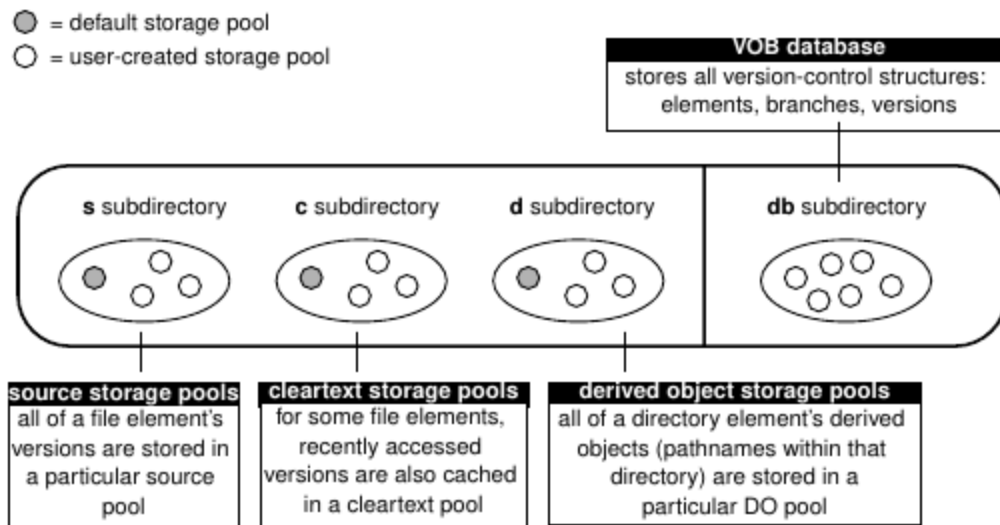 = default storage pool
= user-created storage pool
VOB database
stores all version-control structures:
elements, branches, versions
s subdirectory
c subdirectory
d subdirectory
db subdirectory
source storage pools
all of a file element's
versions are stored in
a particular source
pool
cleartext storage pools
for some file elements,
recently accessed
versions are also cached
in a cleartext pool
derived object storage pools
all of a directory element's derived
objects (pathnames within that
directory) are stored in a
particular DO pool